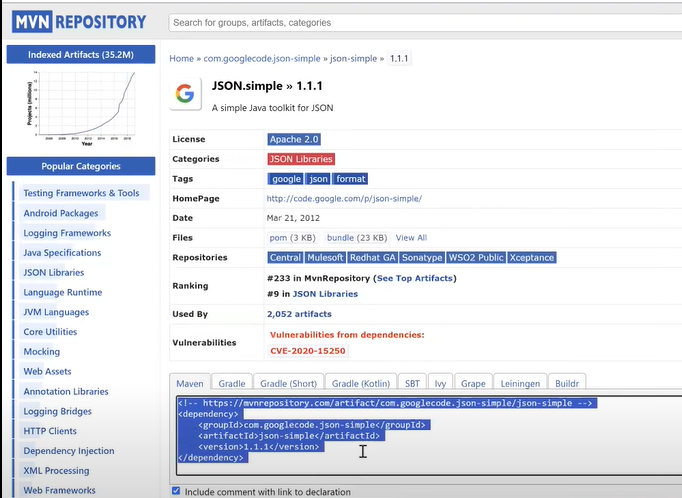 MVN REPOSITORY
Search for groups, artifacts, categories
Indexed Artifacts (35.2M)
Projects (millions)
Year
Popular Categories
Testing Frameworks & Tools
Android Packages
Logging Frameworks
Java Specifications
JSON Libraries
Language Runtime
JVM Languages
Core Utilities
Mocking
Web Assets
Annotation Libraries
Logging Bridges
HTTP Clients
Dependency Injection
XML Processing
Web Frameworks
Home » com.googlecode.json-simple » json-simple » 1.1.1
JSON.simple » 1.1.1
A simple Java toolkit for JSON
License Apache 2.0
Categories JSON Libraries
Tags google json format
HomePage http://code.google.com/p/json-simple/
Date Mar 21, 2012
Files pom (3 KB) bundle (23 KB) View All
Repositories Central Mulesoft Redhat GA Sonatype WSO2 Public Xceptance
Ranking #233 in MvnRepository (See Top Artifacts)
#9 in JSON Libraries
Used By 2,052 artifacts
Vulnerabilities Vulnerabilities from dependencies:
CVE-2020-15250
Maven Gradle Gradle (Short) Gradle (Kotlin) SBT Ivy Grape Leiningen Buildr
<!-- https://mvnrepository.com/artifact/com.googlecode.json-simple/json-simple -->
<dependency>
<groupId>com.googlecode.json-simple</groupId>
<artifactId>json-simple</artifactId>
<version>1.1.1</version>
</dependency>
Include comment with link to declaration